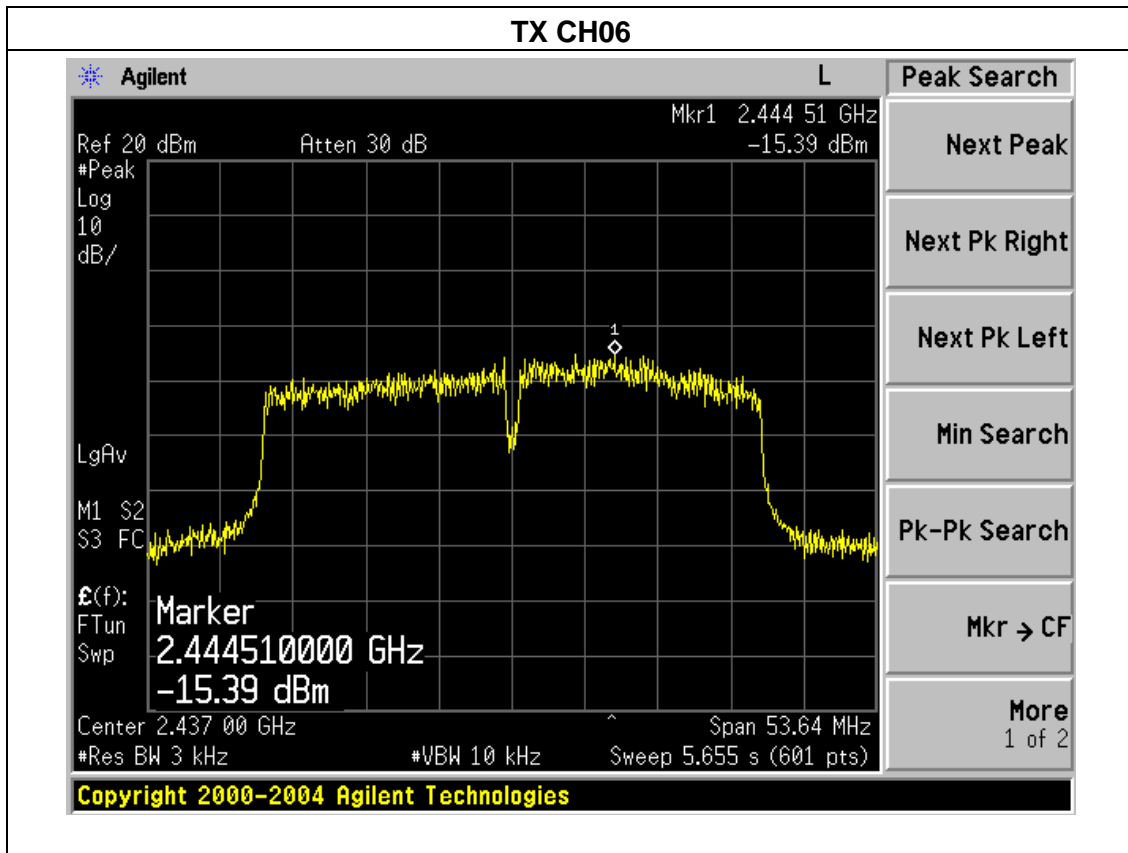 TX CH06
Agilent L Peak Search
Mkr1 2.444 51 GHz
Ref 20 dBm Atten 30 dB -15.39 dBm
#Peak
Log
10
dB/
1
LgAv
M1 S2
S3 FC
£(f):
FTun
Swp
Marker
2.444510000 GHz
-15.39 dBm
Center 2.437 00 GHz ^ Span 53.64 MHz
#Res BW 3 kHz #VBW 10 kHz Sweep 5.655 s (601 pts)
Copyright 2000-2004 Agilent Technologies
Next Peak
Next Pk Right
Next Pk Left
Min Search
Pk-Pk Search
Mkr → CF
More
1 of 2